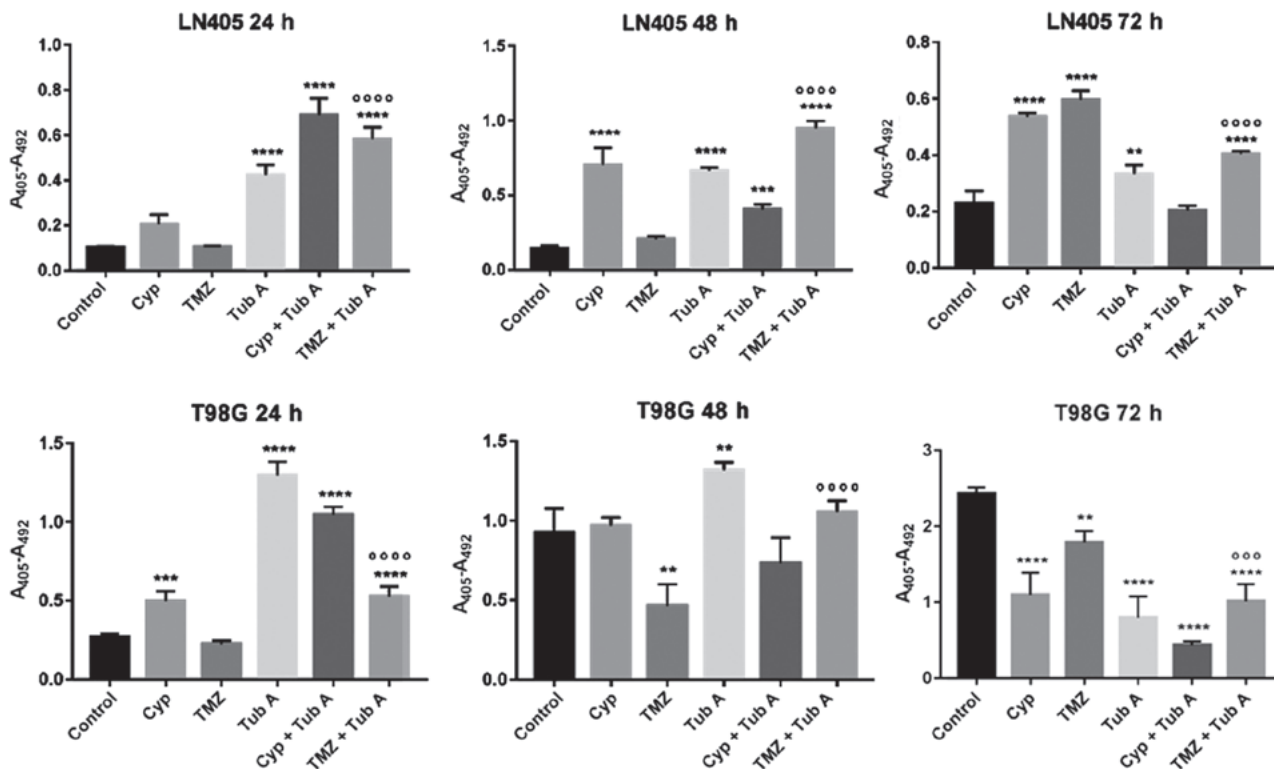 LN405 24 h
A405-A492
1.0
0.8
0.6
0.4
0.2
0.0
****
****
°°°°
****
Control
Cyp
TMZ
Tub A
Cyp + Tub A
TMZ + Tub A
LN405 48 h
A405-A492
1.5
1.0
0.5
0.0
****
****
***
°°°°
****
Control
Cyp
TMZ
Tub A
Cyp + Tub A
TMZ + Tub A
LN405 72 h
A405-A492
0.8
0.6
0.4
0.2
0.0
****
****
**
°°°°
****
Control
Cyp
TMZ
Tub A
Cyp + Tub A
TMZ + Tub A
T98G 24 h
A405-A492
1.5
1.0
0.5
0.0
***
****
****
°°°°
****
Control
Cyp
TMZ
Tub A
Cyp + Tub A
TMZ + Tub A
T98G 48 h
A405-A492
1.5
1.0
0.5
0.0
**
**
°°°°
Control
Cyp
TMZ
Tub A
Cyp + Tub A
TMZ + Tub A
T98G 72 h
A405-A492
3
2
1
0
****
**
****
****
°°°
****
Control
Cyp
TMZ
Tub A
Cyp + Tub A
TMZ + Tub A